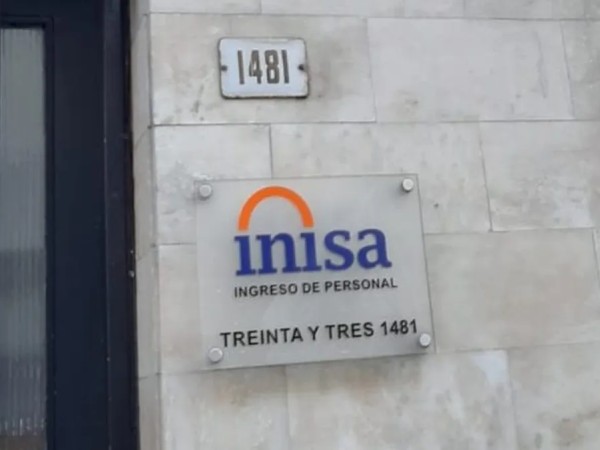 1481
inisa
INGRESO DE PERSONAL
TREINTA Y TRES 1481